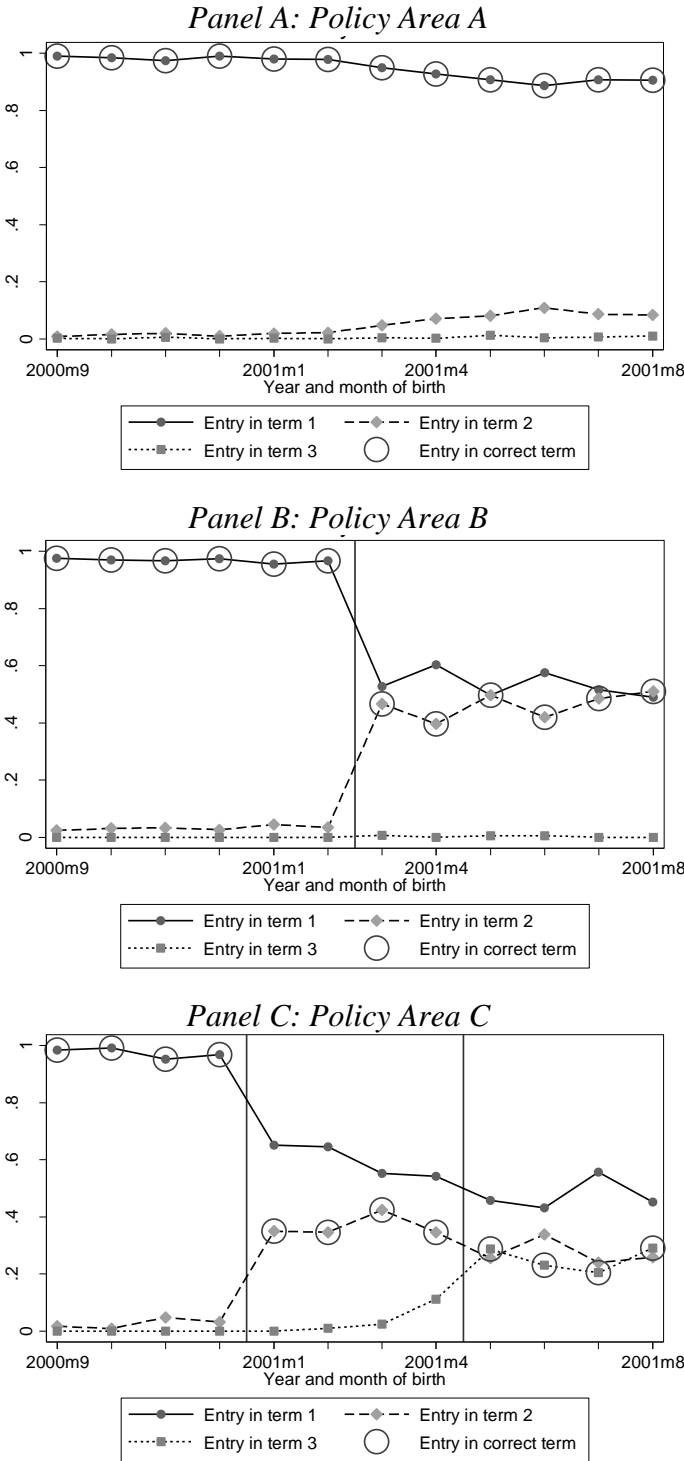 Panel A: Policy Area A
1
.8
.6
.4
.2
0
2000m9 2001m1 2001m4 2001m8
Year and month of birth
Entry in term 1 Entry in term 2
Entry in term 3 Entry in correct term
Panel B: Policy Area B
1
.8
.6
.4
.2
0
2000m9 2001m1 2001m4 2001m8
Year and month of birth
Entry in term 1 Entry in term 2
Entry in term 3 Entry in correct term
Panel C: Policy Area C
1
.8
.6
.4
.2
0
2000m9 2001m1 2001m4 2001m8
Year and month of birth
Entry in term 1 Entry in term 2
Entry in term 3 Entry in correct term